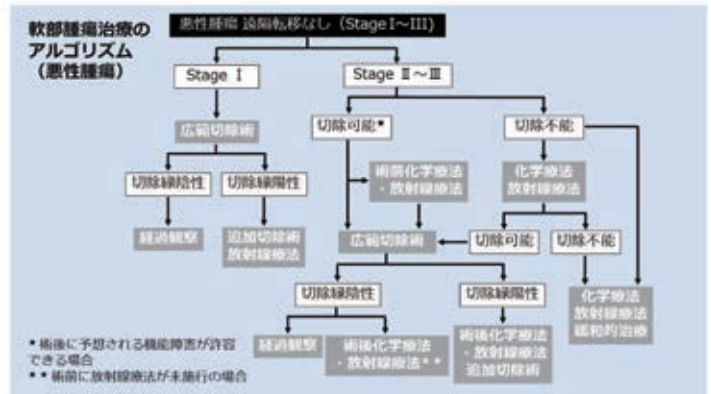 軟部腫瘍治療の
アルゴリズム
（悪性腫瘍）
悪性腫瘍 遠隔転移なし（Stage I～III）
Stage Ⅰ
Stage Ⅱ～Ⅲ
広範切除術
切除可能*
切除不能
切除縁陰性
切除縁陽性
術前化学療法
・放射線療法
化学療法
放射線療法
経過観察
追加切除術
放射線療法
広範切除術
切除可能
切除不能
切除縁陰性
切除縁陽性
化学療法
放射線療法
緩和的治療
経過観察
術後化学療法
・放射線療法**
術後化学療法
・放射線療法
追加切除術
* 術後に予想される機能障害が許容
できる場合
** 術前に放射線療法が未施行の場合